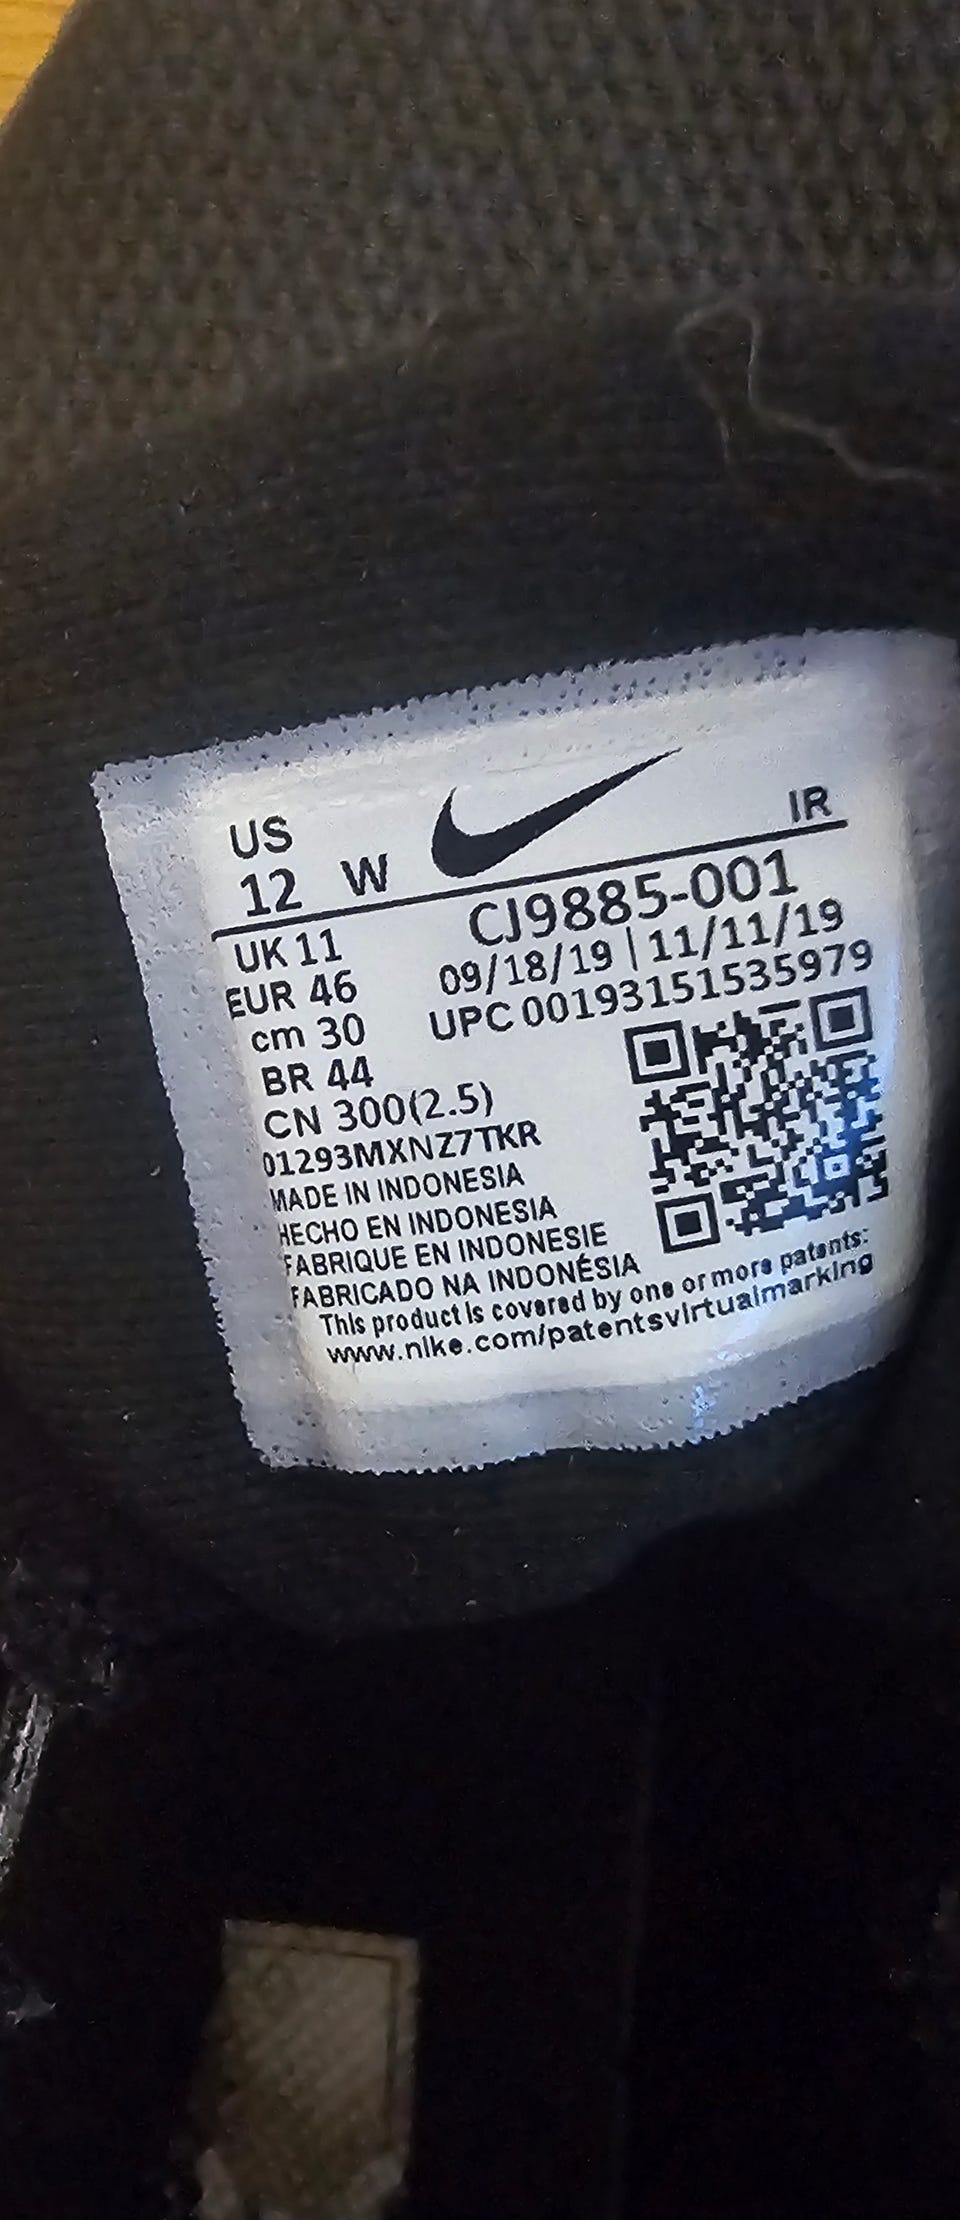 US
12 W
IR
UK 11
EUR 46
cm 30
BR 44
CN 300(2.5)
CJ9885-001
09/18/19 | 11/11/19
UPC 00193151535979
01293MXNZ7TKR
MADE IN INDONESIA
HECHO EN INDONESIA
FABRIQUE EN INDONESIE
FABRICADO NA INDONÉSIA
This product is covered by one or more patents:
www.nike.com/patentsvirtualmarking